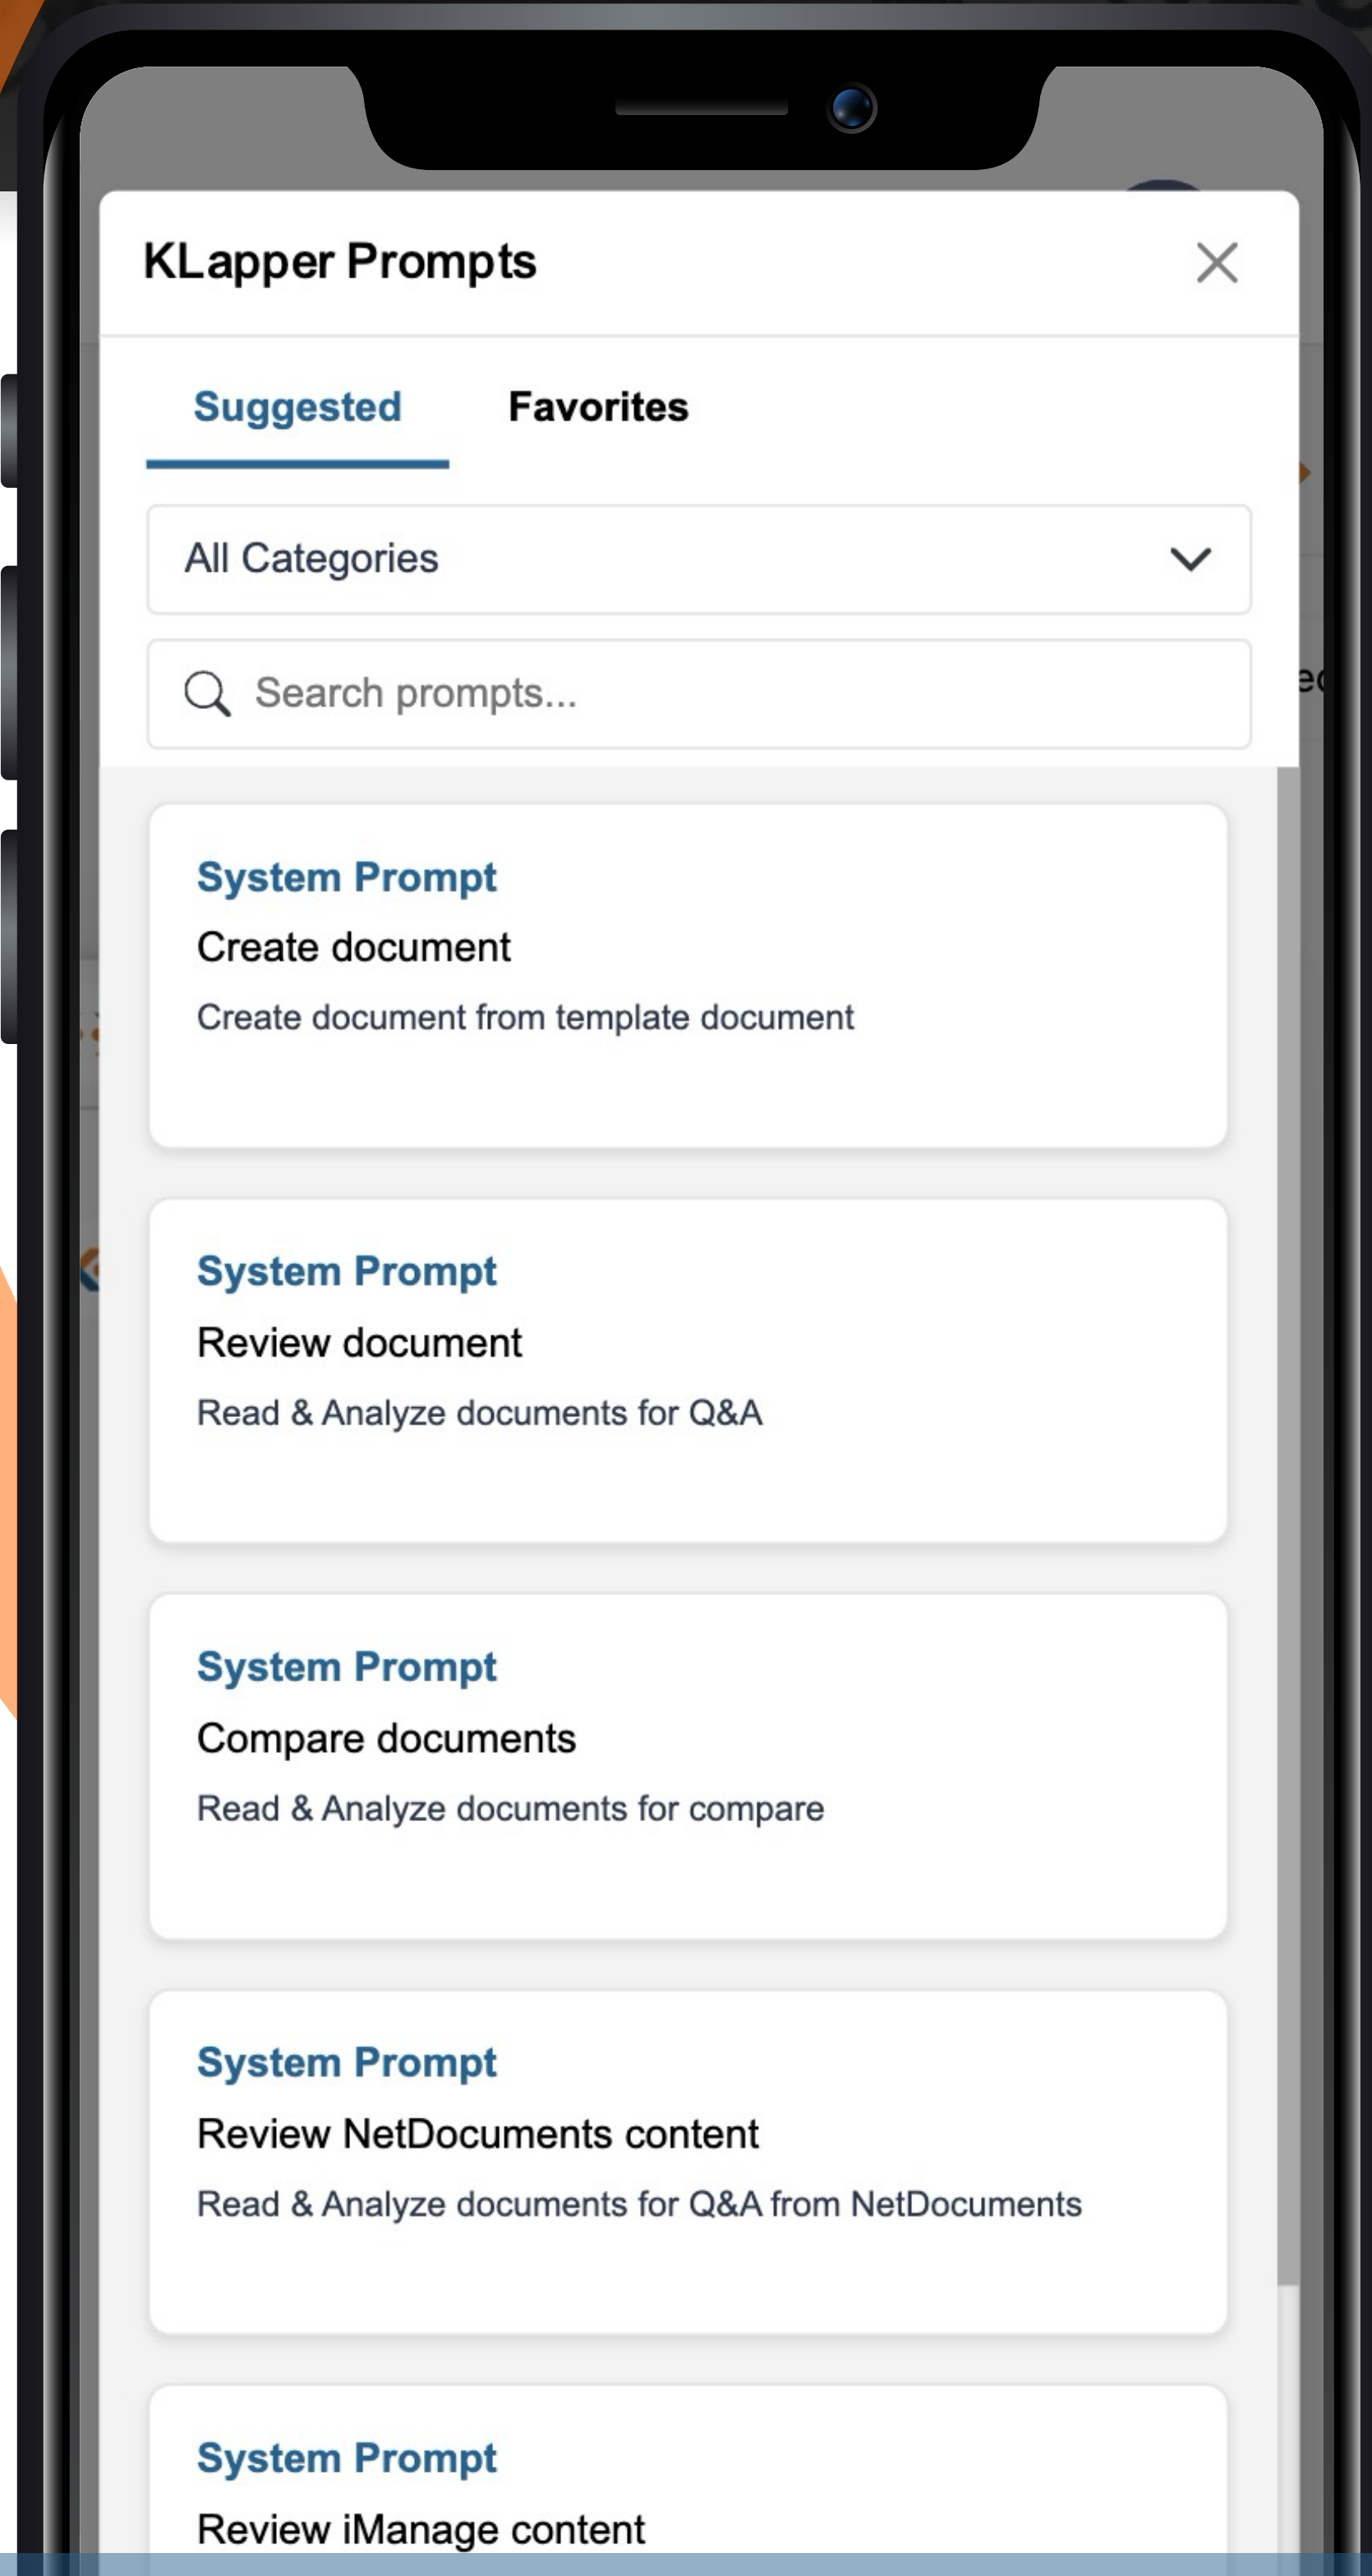 KLapper Prompts
Suggested Favorites
All Categories
Search prompts...
System Prompt
Create document
Create document from template document
System Prompt
Review document
Read & Analyze documents for Q&A
System Prompt
Compare documents
Read & Analyze documents for compare
System Prompt
Review NetDocuments content
Read & Analyze documents for Q&A from NetDocuments
System Prompt
Review iManage content